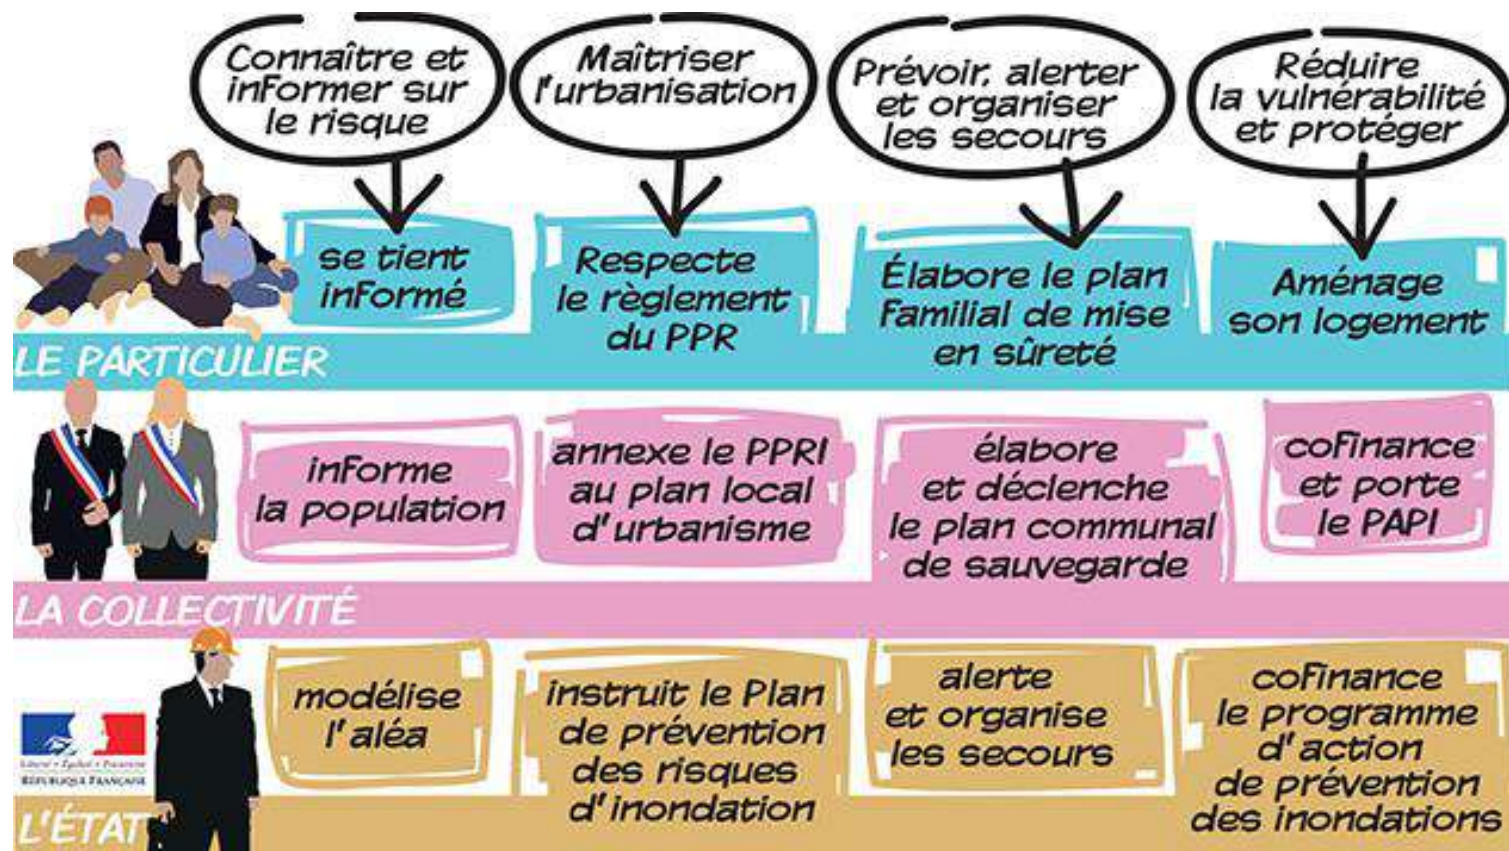 Connaître et
informer sur
le risque
Maîtriser
l'urbanisation
Prévoir, alerter
et organiser
les secours
Réduire
la vulnérabilité
et protéger
se tient
informé
Respecte
le règlement
du PPR
Élabore le plan
familial de mise
en sûreté
Aménage
son logement
LE PARTICULIER
informe
la population
annexe le PPRI
au plan local
d'urbanisme
élabore
et déclenche
le plan communal
de sauvegarde
cofinance
et porte
le PAPI
LA COLLECTIVITÉ
modélise
l'aléa
instruit le Plan
de prévention
des risques
d'inondation
alerte
et organise
les secours
cofinance
le programme
d'action
de prévention
des inondations
Liberté • Égalité • Fraternité
RÉPUBLIQUE FRANÇAISE
L'ÉTAT